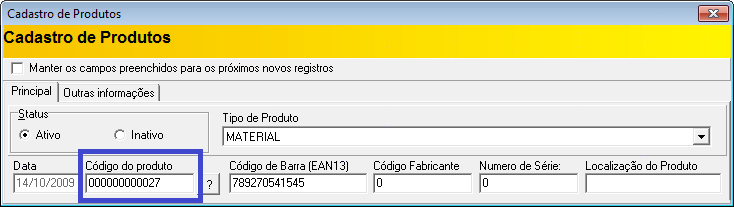 Cadastro de Produtos
Cadastro de Produtos
Manter os campos preenchidos para os próximos novos registros
Principal Outras informações
Status
Ativo Inativo
Tipo de Produto
MATERIAL
Data Código do produto Código de Barra (EAN13) Código Fabricante Numero de Série: Localização do Produto
14/10/2009 000000000027 ? 789270541545 0 0